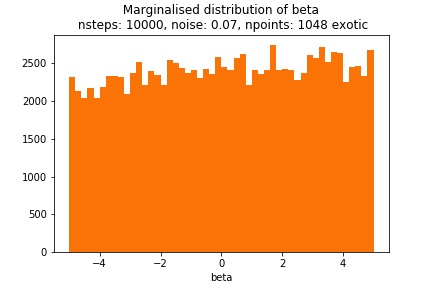 Marginalised distribution of beta
nsteps: 10000, noise: 0.07, npoints: 1048 exotic
2500
2000
1500
1000
500
0
−4 −2 0 2 4
beta